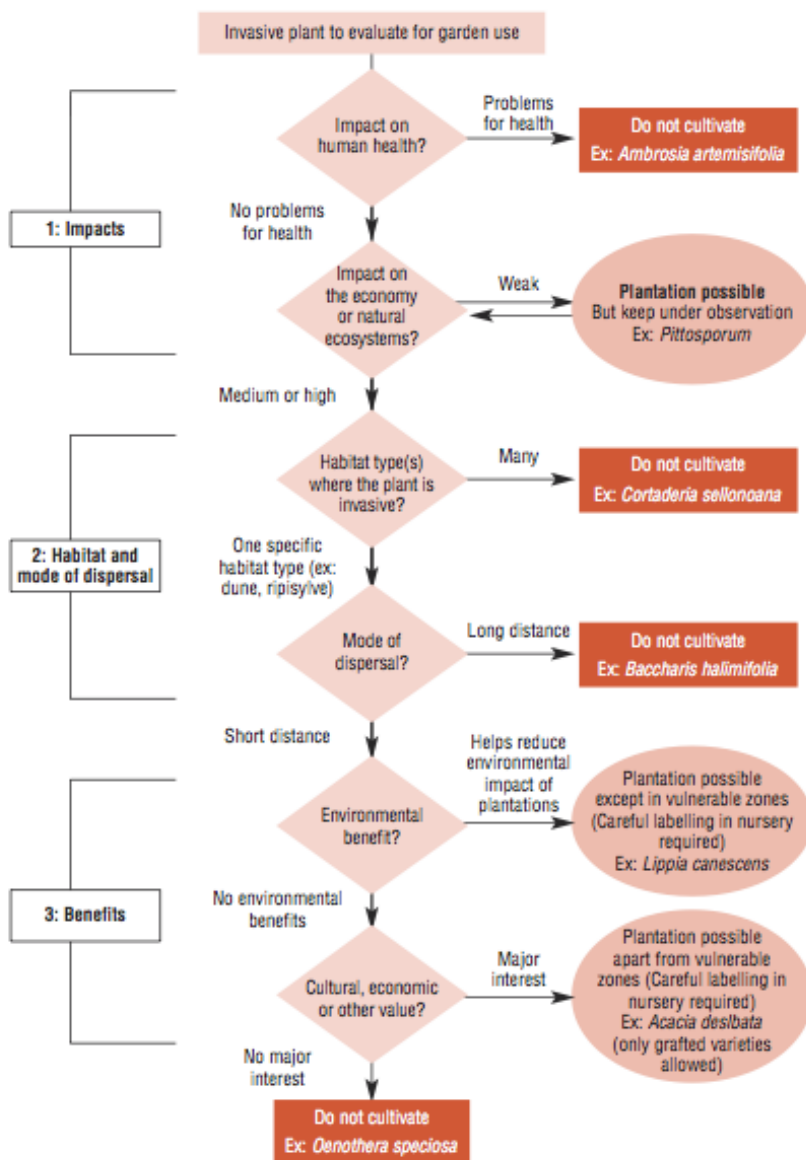 Invasive plant to evaluate for garden use
Impact on
human health?
Problems
for health
Do not cultivate
Ex: Ambrosia artemisifolia
1: Impacts
No problems
for health
Impact on
the economy
or natural
ecosystems?
Weak
Plantation possible
But keep under observation
Ex: Pittosporum
Medium or high
Habitat type(s)
where the plant is
invasive?
Many
Do not cultivate
Ex: Cortaderia sellonoana
2: Habitat and
mode of dispersal
One specific
habitat type (ex:
dune, ripisylve)
Mode of
dispersal?
Long distance
Do not cultivate
Ex: Baccharis halimifolia
Short distance
Helps reduce
environmental
impact of
plantations
Environmental
benefit?
Plantation possible
except in vulnerable zones
(Careful labelling in nursery
required)
Ex: Lippia canescens
3: Benefits
No environmental
benefits
Cultural, economic
or other value?
Major
interest
Plantation possible
apart from vulnerable
zones (Careful labelling in
nursery required)
Ex: Acacia deslbata
(only grafted varieties
allowed)
No major
interest
Do not cultivate
Ex: Oenothera speciosa